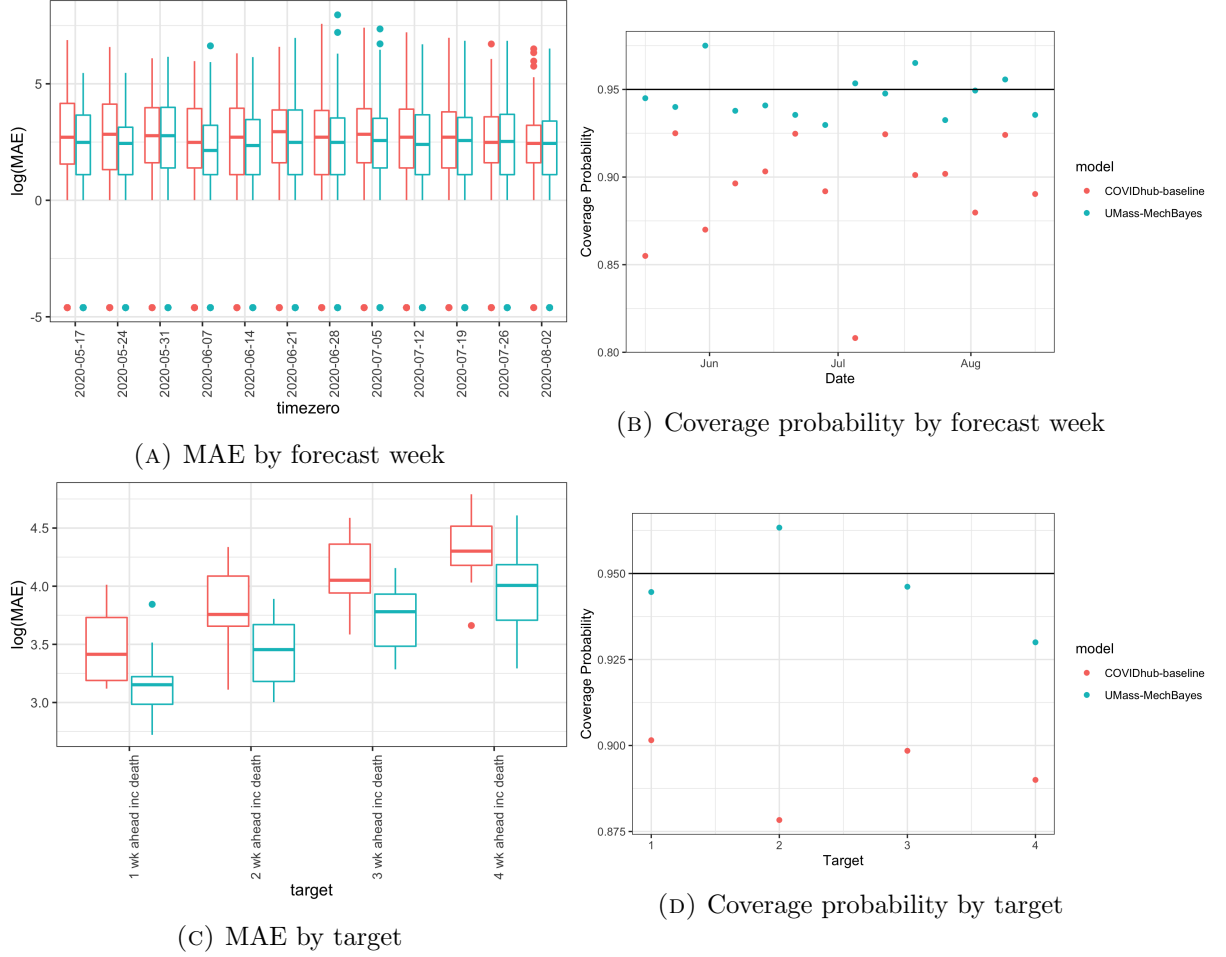 log(MAE)
5
0
-5
2020-05-17
2020-05-24
2020-05-31
2020-06-07
2020-06-14
2020-06-21
2020-06-28
2020-07-05
2020-07-12
2020-07-19
2020-07-26
2020-08-02
timezero
(A) MAE by forecast week
Coverage Probability
0.95
0.90
0.85
0.80
Jun
Jul
Aug
Date
model
COVIDhub-baseline
UMass-MechBayes
(B) Coverage probability by forecast week
log(MAE)
4.5
4.0
3.5
3.0
1 wk ahead inc death
2 wk ahead inc death
3 wk ahead inc death
4 wk ahead inc death
target
(C) MAE by target
Coverage Probability
0.950
0.925
0.900
0.875
1
2
3
4
Target
model
COVIDhub-baseline
UMass-MechBayes
(D) Coverage probability by target